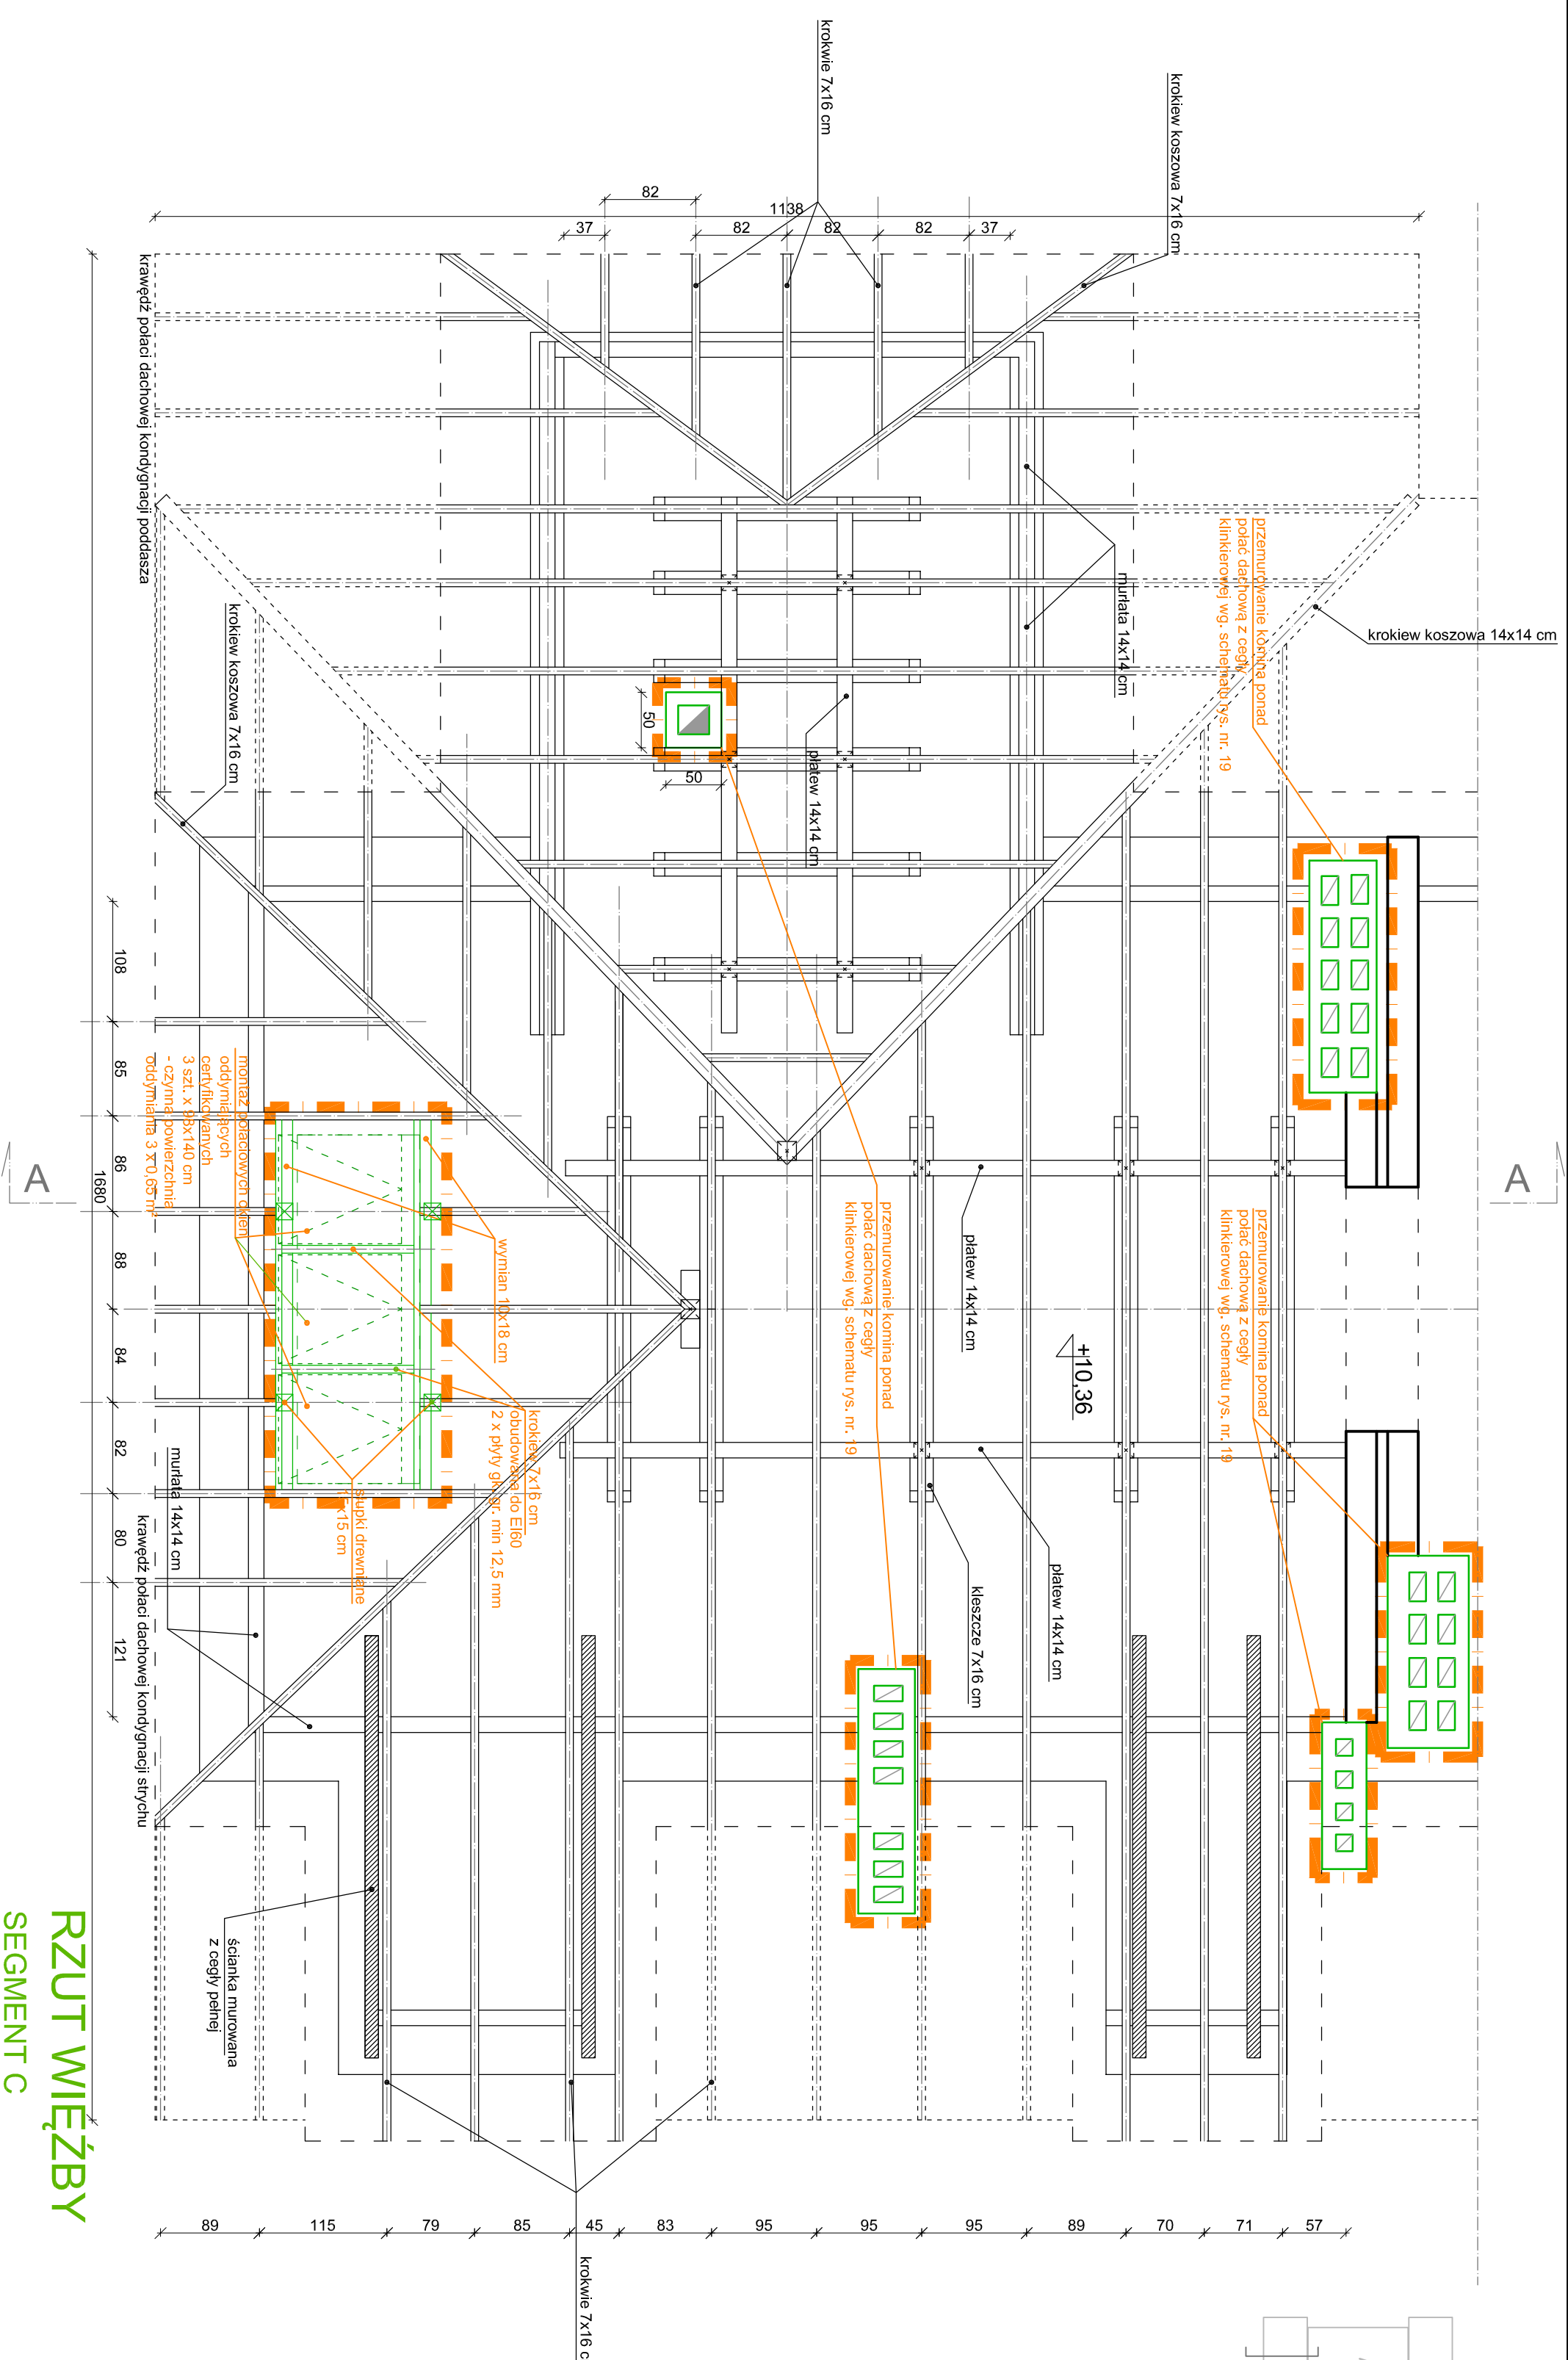 krokwie 7x16 cm
krokiew koszowa 7x16 cm
82
1138
37
82
82
82
37
krawędź połaci dachowej kondygnacji poddasza
krokiew koszowa 7x16 cm
murłata 14x14 cm
przemurowanie komina ponad
połać dachową z cegły
klinkierowej wg. schematu rys. nr. 19
krokiew koszowa 14x14 cm
50
50
płatew 14x14 cm
108
85
86
88
84
82
80
121
1680
montaż połaciowych okien
oddymiających
certyfikowanych
3 szt. x 98x140 cm
- czynna powierzchnia
oddymiania 3 x 0,65 m²
A
A
wymian 10x18 cm
przemurowanie komina ponad
połać dachową z cegły
klinkierowej wg. schematu rys. nr. 19
płatew 14x14 cm
+10,36
przemurowanie komina ponad
połać dachową z cegły
klinkierowej wg. schematu rys. nr. 19
krokiew 7x16 cm
obudowana do EI60
2 x płyty gk gr. min 12,5 mm
słupki drewniane
15x15 cm
murłata 14x14 cm
krawędź połaci dachowej kondygnacji strychu
płatew 14x14 cm
kleszcze 7x16 cm
ścianka murowana
z cegły pełnej
RZUT WIĘŹBY
SEGMENT C
89
115
79
85
45
83
95
95
95
89
70
71
57
krokwie 7x16 c